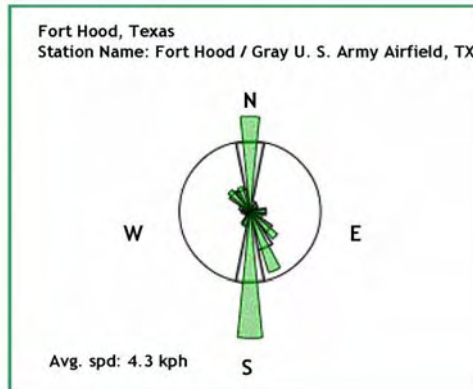 Fort Hood, Texas
Station Name: Fort Hood / Gray U. S. Army Airfield, TX
N
W
E
Avg. spd: 4.3 kph
S